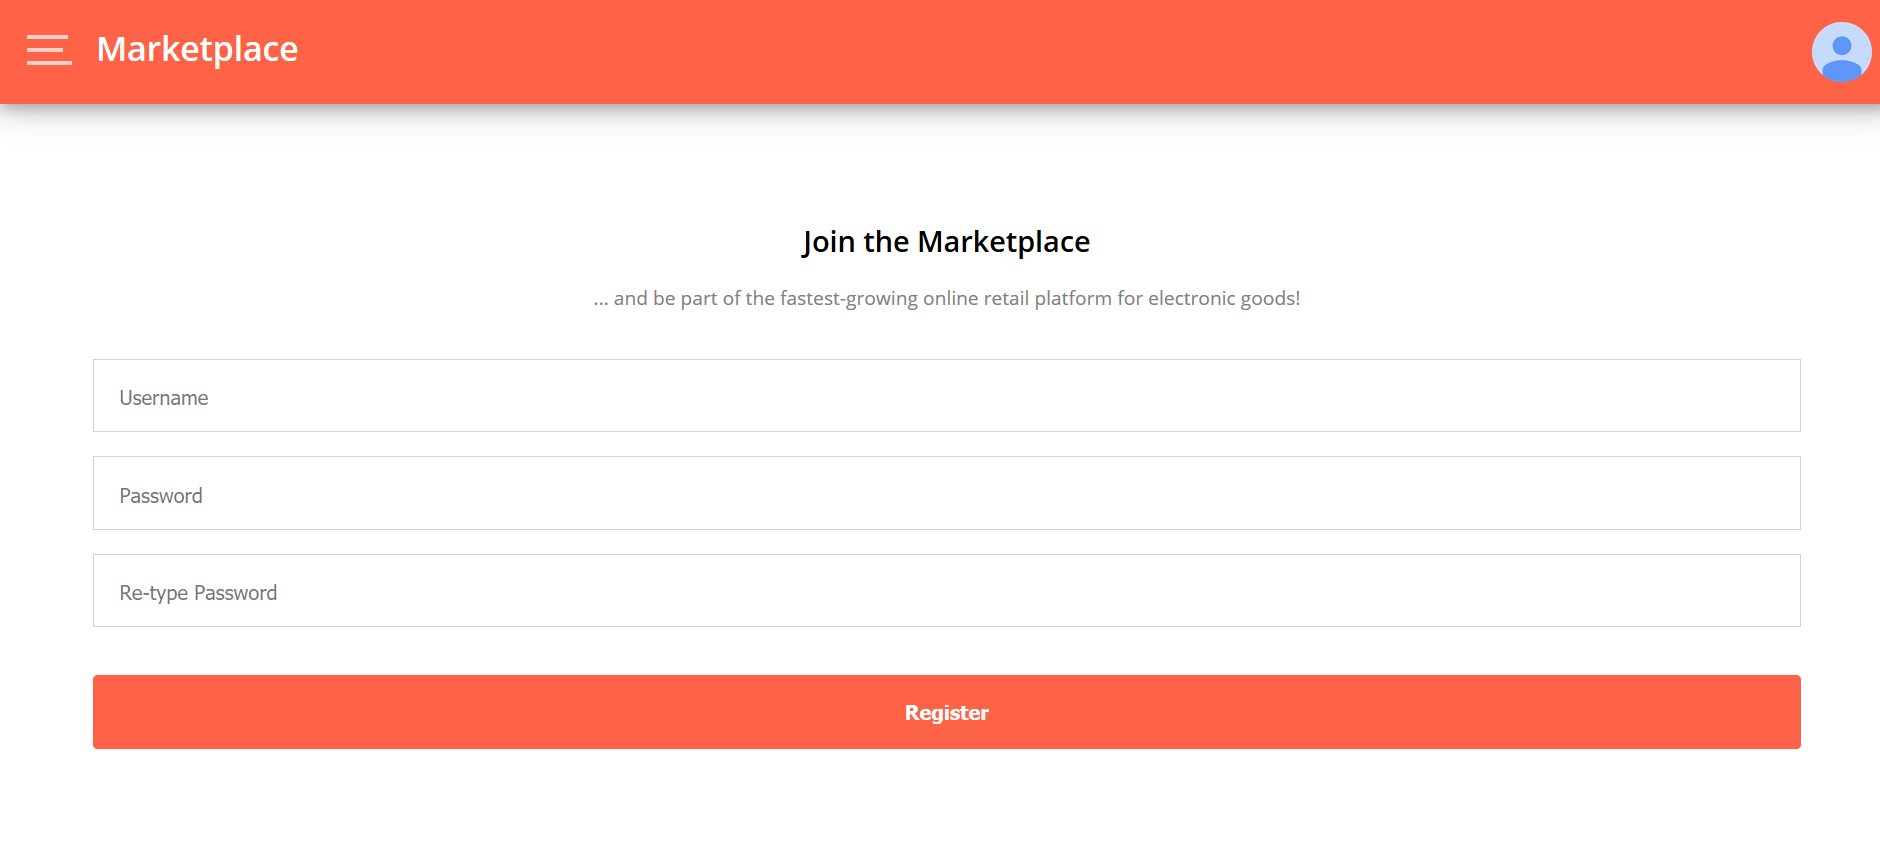 Marketplace
Join the Marketplace
... and be part of the fastest-growing online retail platform for electronic goods!
Username
Password
Re-type Password
Register